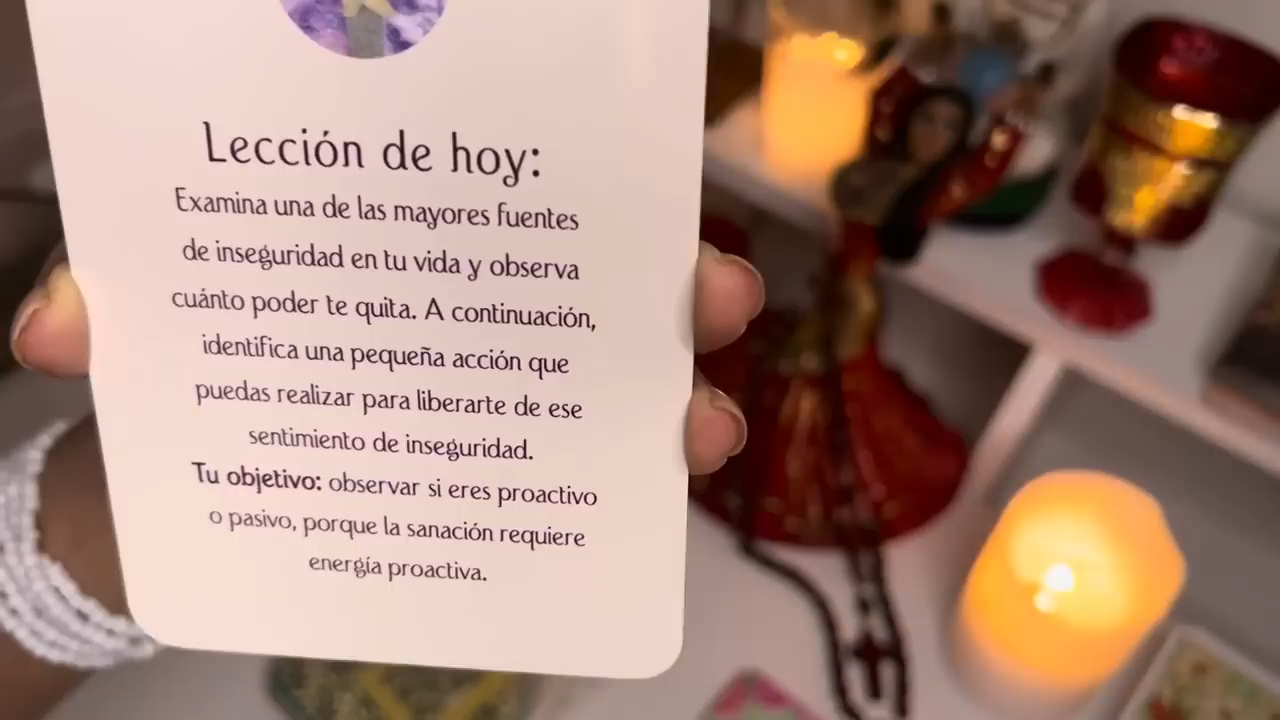 Lección de hoy:
Examina una de las mayores fuentes
de inseguridad en tu vida y observa
cuánto poder te quita. A continuación,
identifica una pequeña acción que
puedas realizar para liberarte de ese
sentimiento de inseguridad.
Tu objetivo: observar si eres proactivo
o pasivo, porque la sanación requiere
energía proactiva.